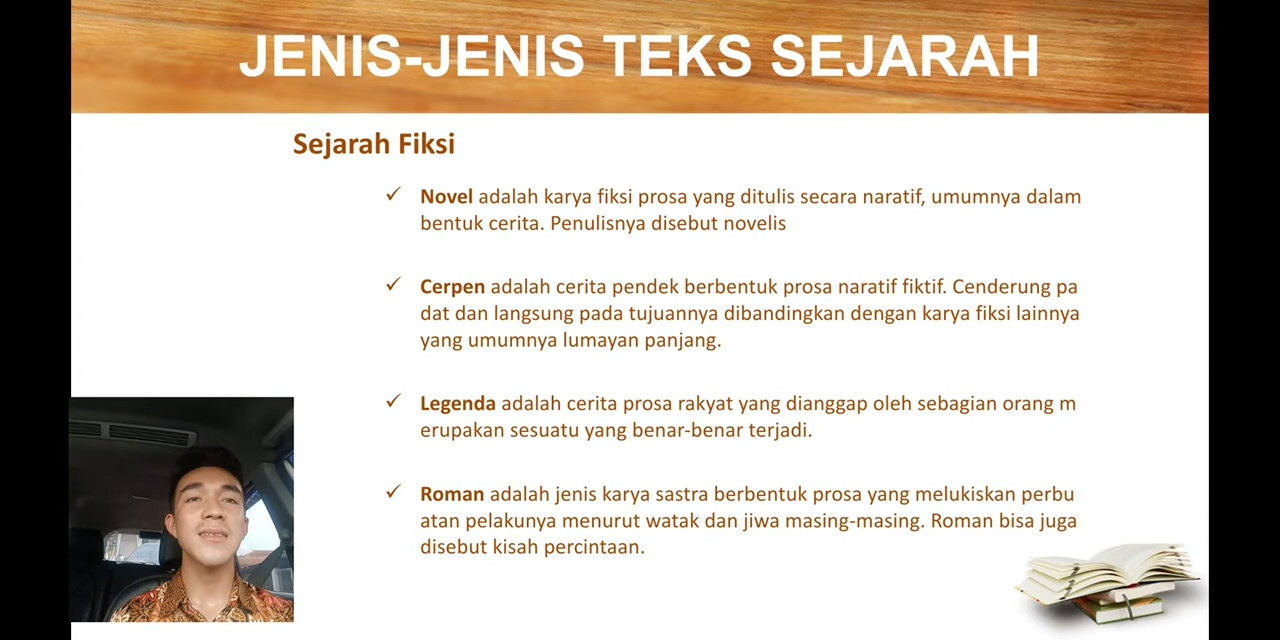 JENIS-JENIS TEKS SEJARAH
Sejarah Fiksi
✓ Novel adalah karya fiksi prosa yang ditulis secara naratif, umumnya dalam
bentuk cerita. Penulisnya disebut novelis
✓ Cerpen adalah cerita pendek berbentuk prosa naratif fiktif. Cenderung pa
dat dan langsung pada tujuannya dibandingkan dengan karya fiksi lainnya
yang umumnya lumayan panjang.
✓ Legenda adalah cerita prosa rakyat yang dianggap oleh sebagian orang m
erupakan sesuatu yang benar-benar terjadi.
✓ Roman adalah jenis karya sastra berbentuk prosa yang melukiskan perbu
atan pelakunya menurut watak dan jiwa masing-masing. Roman bisa juga
disebut kisah percintaan.